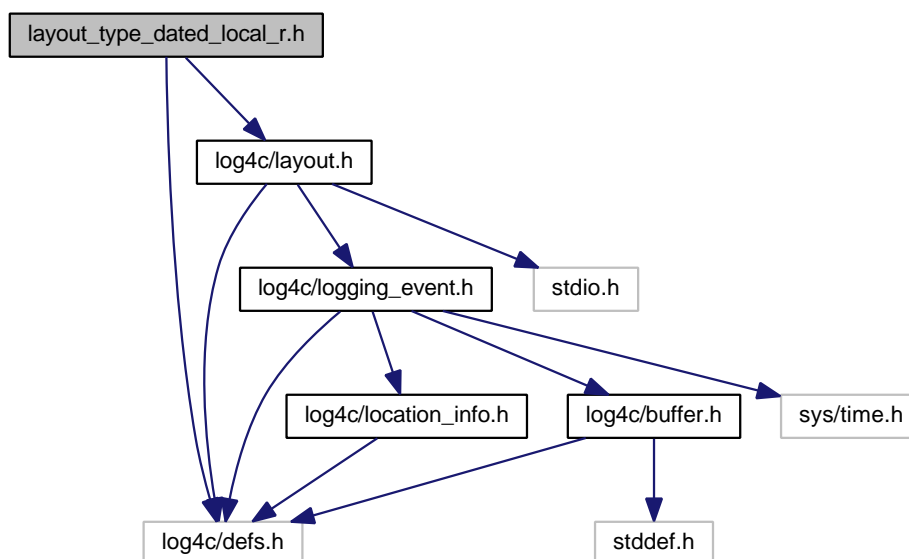 layout_type_dated_local_r.h
log4c/layout.h
log4c/logging_event.h
stdio.h
log4c/location_info.h
log4c/buffer.h
sys/time.h
log4c/defs.h
stddef.h